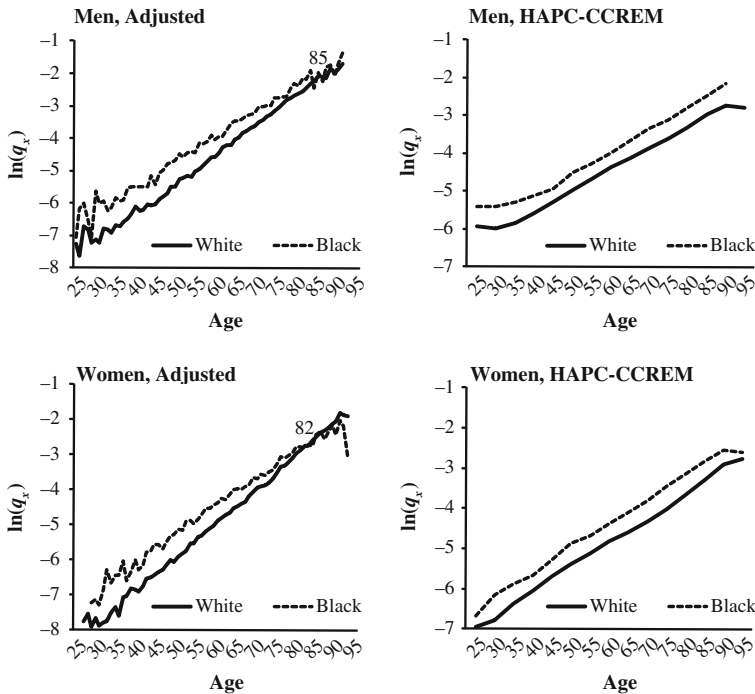 Men, Adjusted
–1
–2
–3
–4
–5
–6
–7
–8
ln(qx)
85
White
Black
25 30 35 40 45 50 55 60 65 70 75 80 85 90 95
Age
Men, HAPC-CCREM
–1
–2
–3
–4
–5
–6
–7
ln(qx)
White
Black
25 30 35 40 45 50 55 60 65 70 75 80 85 90 95
Age
Women, Adjusted
–1
–2
–3
–4
–5
–6
–7
–8
ln(qx)
82
White
Black
25 30 35 40 45 50 55 60 65 70 75 80 85 90 95
Age
Women, HAPC-CCREM
–1
–2
–3
–4
–5
–6
–7
ln(qx)
White
Black
25 30 35 40 45 50 55 60 65 70 75 80 85 90 95
Age